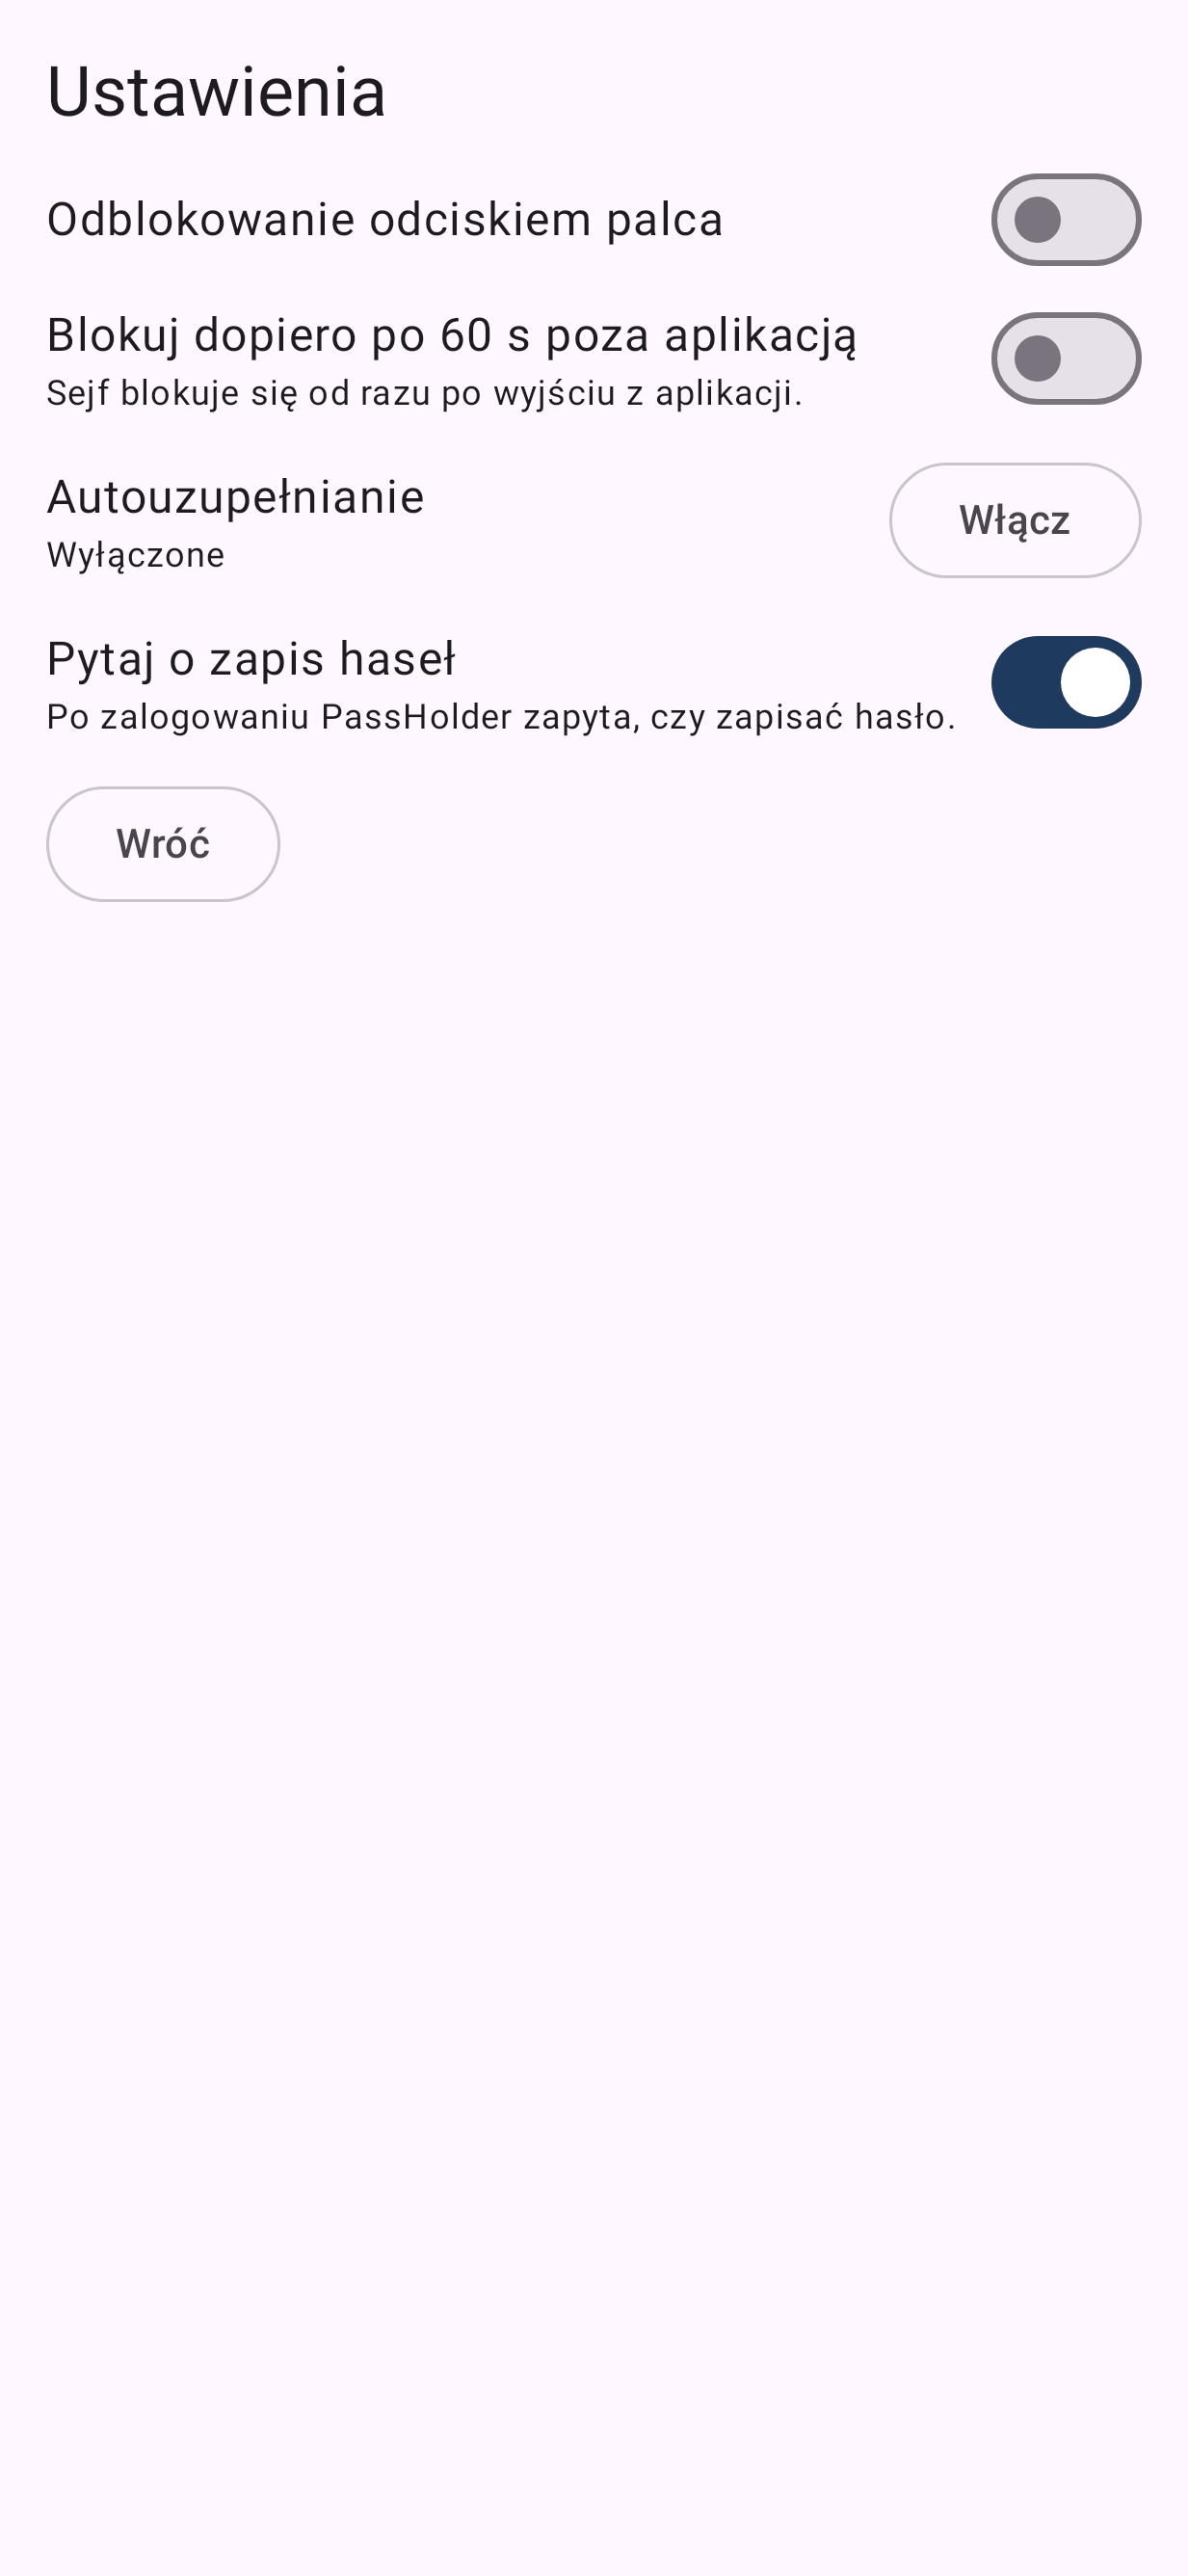 Ustawienia
Odblokowanie odciskiem palca
Blokuj dopiero po 60 s poza aplikacją
Sejf blokuje się od razu po wyjściu z aplikacji.
Autouzupełnianie
Włącz
Wyłączone
Pytaj o zapis haseł
Po zalogowaniu PassHolder zapyta, czy zapisać hasło.
Wróć